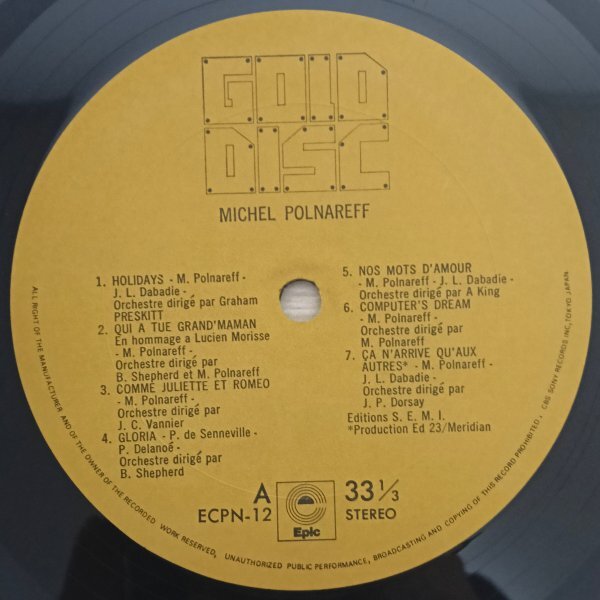 GOLD
DISC
MICHEL POLNAREFF
1. HOLIDAYS - M. Polnareff -
J. L. Dabadie -
Orchestre dirigé par Graham
PRESKITT
2. QUI A TUE GRAND'MAMAN
En hommage a Lucien Morisse
- M. Polnareff -
Orchestre dirigé par
B. Shepherd et M. Polnareff
3. COMME JULIETTE ET ROMEO
- M. Polnareff -
Orchestre dirigé par
J. C. Vannier
4. GLORIA - P. de Senneville -
P. Delanoé -
Orchestre dirigé par
B. Shepherd
5. NOS MOTS D'AMOUR
- M. Polnareff - J. L. Dabadie -
Orchestre dirigé par A King
6. COMPUTER'S DREAM
- M. Polnareff -
Orchestre dirigé par
M. Polnareff
7. ÇA N'ARRIVE QU'AUX
AUTRES* - M. Polnareff -
J. L. Dabadie -
Orchestre dirigé par
J. P. Dorsay
Editions S. E. M. I.
*Production Ed 23/Meridian
A
ECPN-12
Epic
33 1/3
STEREO
ALL RIGHT OF THE MANUFACTURER AND OF THE OWNER OF THE RECORDED WORK RESERVED, UNAUTHORIZED PUBLIC PERFORMANCE, BROADCASTING AND COPYING OF THIS RECORD PROHIBITED, CBS SONY RECORDS INC, TOKYO JAPAN